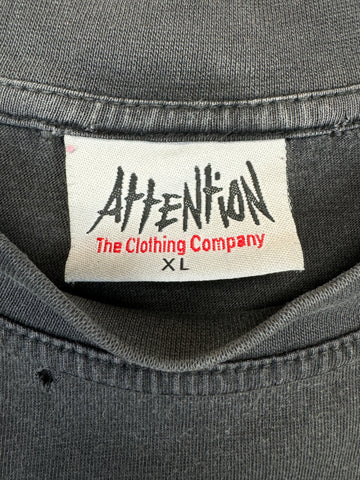 AttENtiON
The Clothing Company
XL